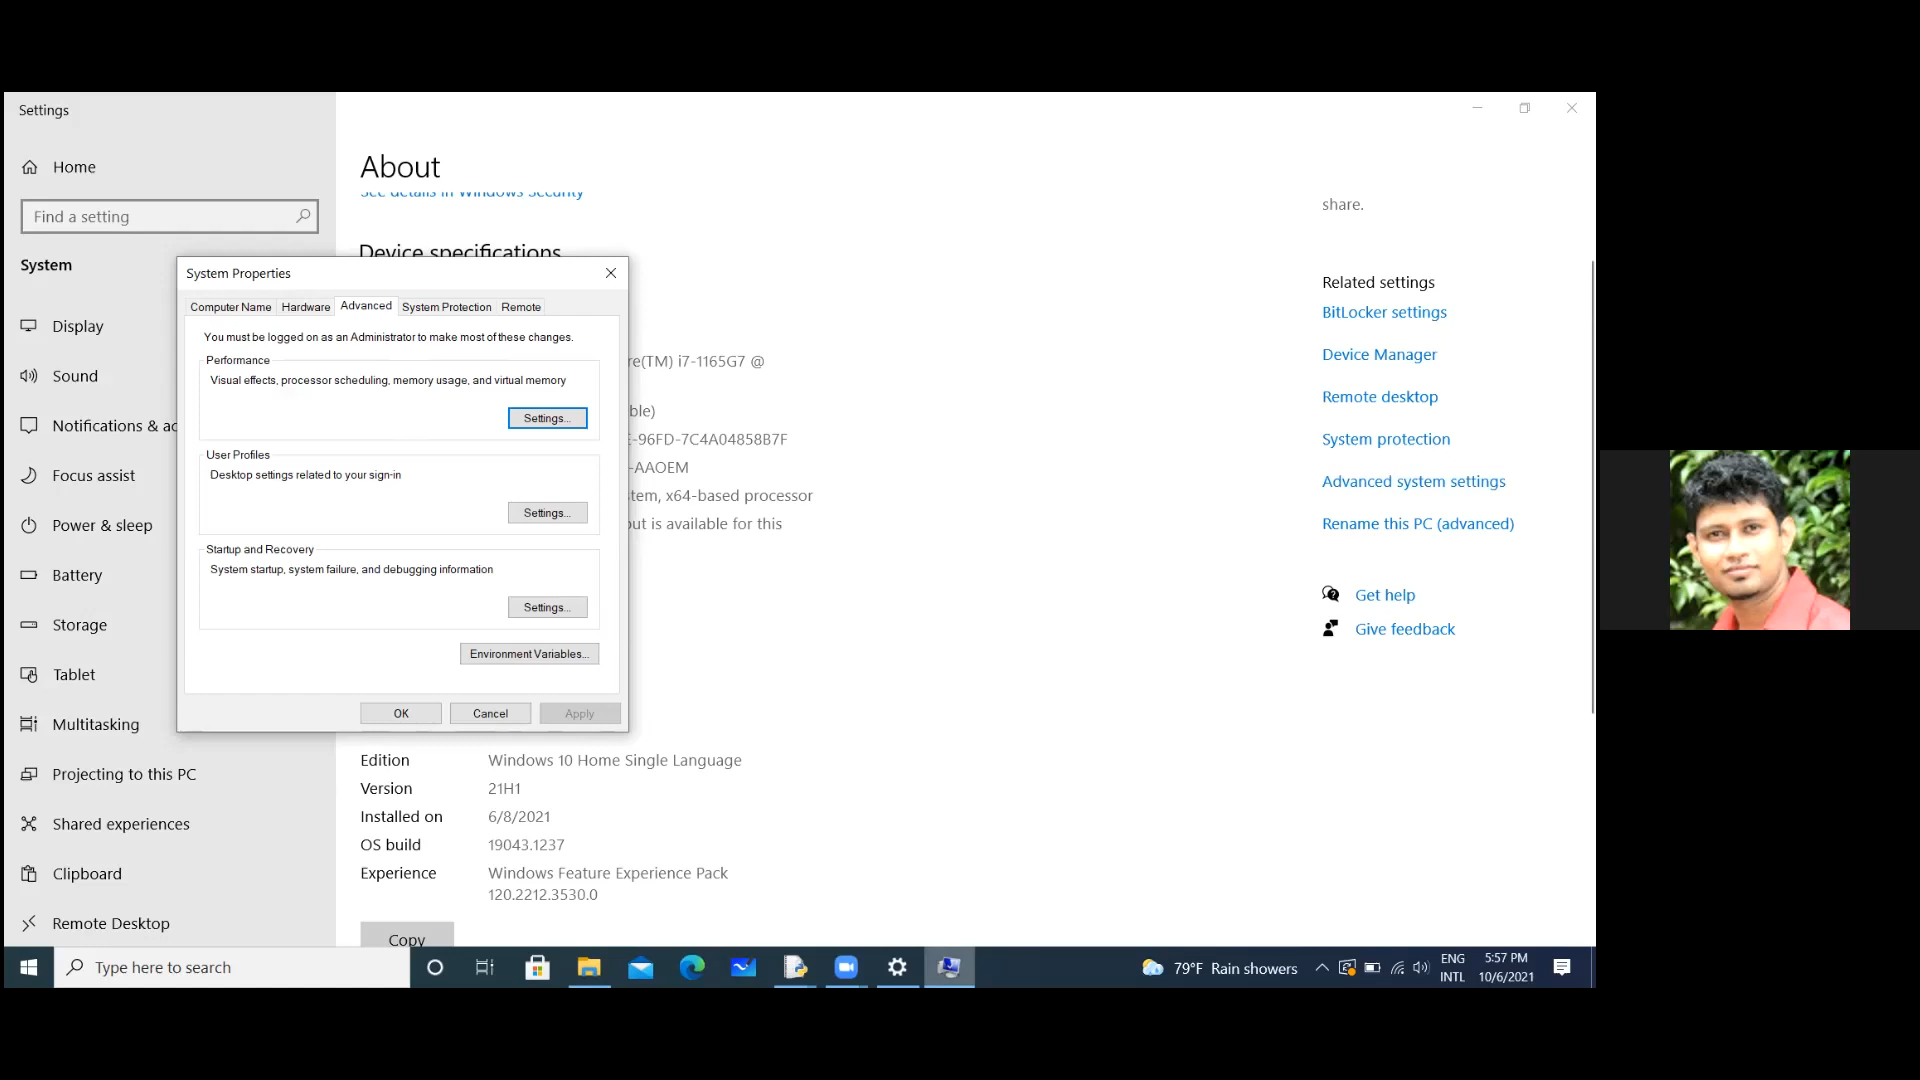 Settings
Home
Find a setting
System
Display
Sound
Notifications & ac
Focus assist
Power & sleep
Battery
Storage
Tablet
Multitasking
Projecting to this PC
Shared experiences
Clipboard
Remote Desktop
About
See details in Windows Security
Device specifications
re(TM) i7-1165G7 @
ble)
E-96FD-7C4A04858B7F
-AAOEM
stem, x64-based processor
out is available for this
System Properties
Computer Name Hardware Advanced System Protection Remote
You must be logged on as an Administrator to make most of these changes.
Performance
Visual effects, processor scheduling, memory usage, and virtual memory
Settings...
User Profiles
Desktop settings related to your sign-in
Settings...
Startup and Recovery
System startup, system failure, and debugging information
Settings...
Environment Variables...
OK Cancel Apply
Edition Windows 10 Home Single Language
Version 21H1
Installed on 6/8/2021
OS build 19043.1237
Experience Windows Feature Experience Pack
120.2212.3530.0
Copy
share.
Related settings
BitLocker settings
Device Manager
Remote desktop
System protection
Advanced system settings
Rename this PC (advanced)
Get help
Give feedback
Type here to search
79°F Rain showers
ENG
INTL
5:57 PM
10/6/2021